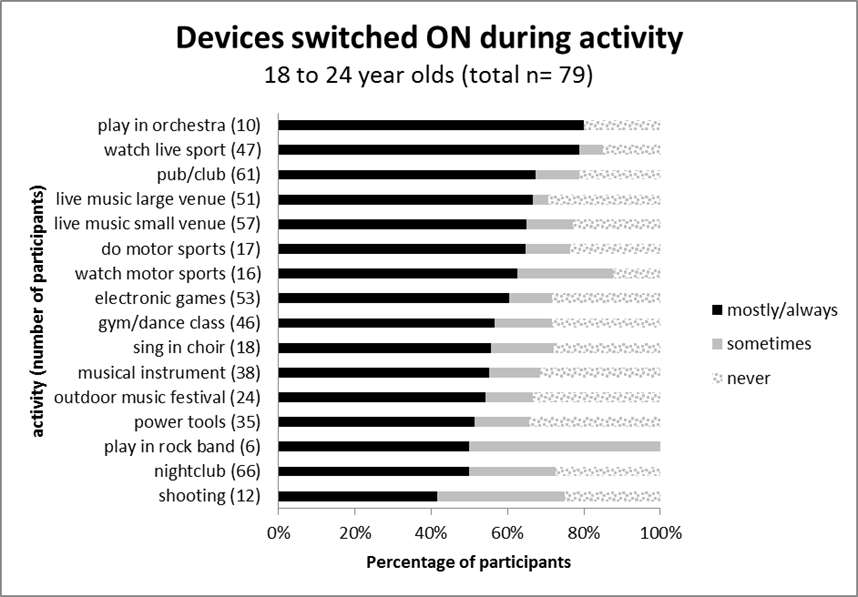 Devices switched ON during activity
18 to 24 year olds (total n= 79)
activity (number of participants)
play in orchestra (10)
watch live sport (47)
pub/club (61)
live music large venue (51)
live music small venue (57)
do motor sports (17)
watch motor sports (16)
electronic games (53)
gym/dance class (46)
sing in choir (18)
musical instrument (38)
outdoor music festival (24)
power tools (35)
play in rock band (6)
nightclub (66)
shooting (12)
0% 20% 40% 60% 80% 100%
Percentage of participants
mostly/always
sometimes
never